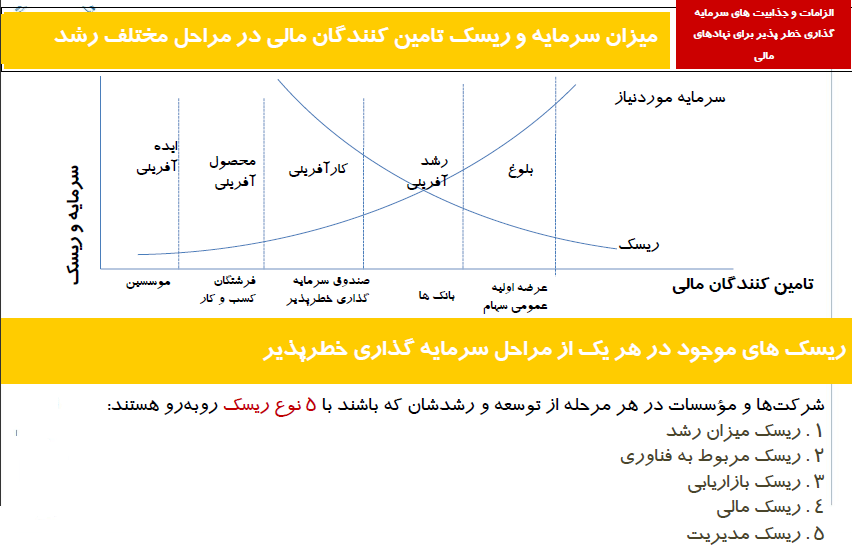 الزامات و جذابیت های سرمایه
گذاری خطر پذیر برای نهادهای
مالی
میزان سرمایه و ریسک تامین کنندگان مالی در مراحل مختلف رشد
سرمایه موردنیاز
ایده
آفرینی
محصول
آفرینی
کارآفرینی
رشد
آفرینی
بلوغ
سرمایه و ریسک
ریسک
تامین کنندگان مالی
موسسین
فرشتگان
کسب و کار
صندوق سرمایه
گذاری خطرپذیر
بانک ها
عرضه اولیه
عمومی سهام
ریسک های موجود در هر یک از مراحل سرمایه گذاری خطرپذیر
شرکت‌ها و مؤسسات در هر مرحله از توسعه و رشدشان که باشند با ۵ نوع ریسک روبه‌رو هستند:
۱. ریسک میزان رشد
۲. ریسک مربوط به فناوری
۳. ریسک بازاریابی
۴. ریسک مالی
۵. ریسک مدیریت